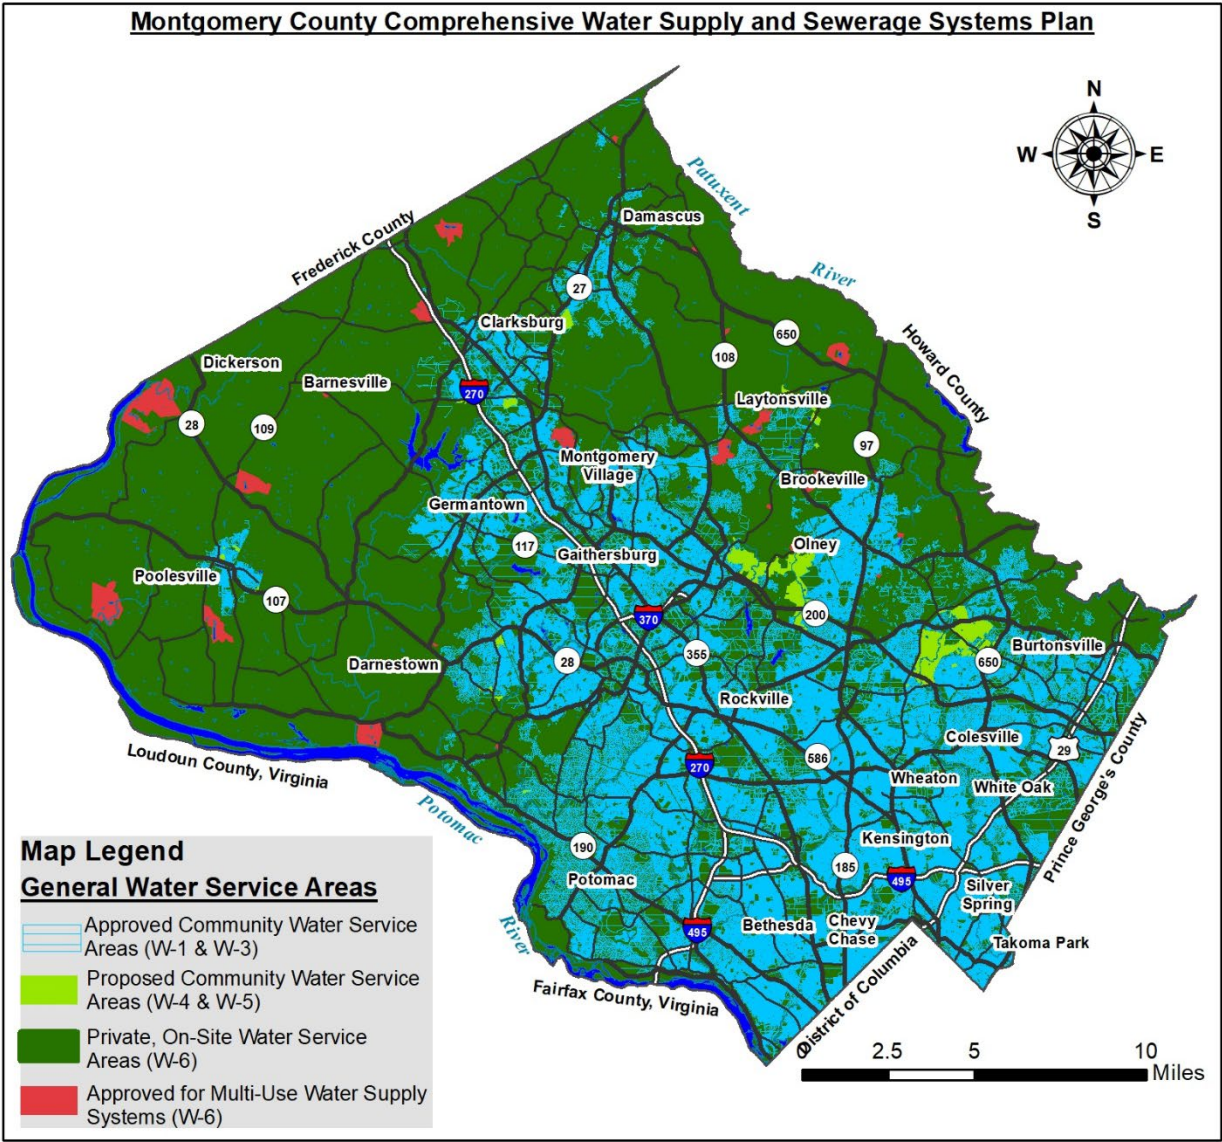 Montgomery County Comprehensive Water Supply and Sewerage Systems Plan
N
W
E
S
Patuxent
River
Damascus
Frederick County
27
Clarksburg
650
Howard County
108
Dickerson
Barnesville
270
Laytonsville
28
109
97
Montgomery
Village
Brookeville
Germantown
117
Gaithersburg
Olney
Poolesville
107
200
370
Burtonsville
Darnestown
28
355
650
Rockville
Colesville
29
Loudoun County, Virginia
270
586
Wheaton
White Oak
Prince George's County
Potomac
River
190
Kensington
185
495
Potomac
Silver
Spring
495
Bethesda
Chevy
Chase
Takoma Park
Fairfax County, Virginia
District of Columbia
0
2.5
5
10
Miles
Map Legend
General Water Service Areas
Approved Community Water Service
Areas (W-1 & W-3)
Proposed Community Water Service
Areas (W-4 & W-5)
Private, On-Site Water Service
Areas (W-6)
Approved for Multi-Use Water Supply
Systems (W-6)